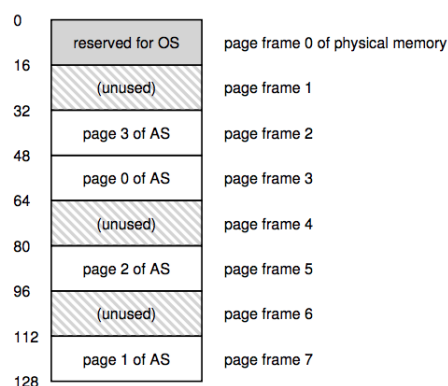 0
reserved for OS page frame 0 of physical memory
16
(unused) page frame 1
32
page 3 of AS page frame 2
48
page 0 of AS page frame 3
64
(unused) page frame 4
80
page 2 of AS page frame 5
96
(unused) page frame 6
112
page 1 of AS page frame 7
128